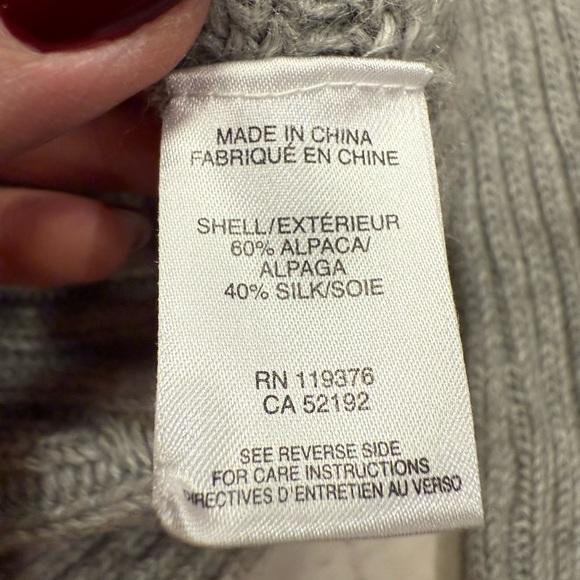 MADE IN CHINA
FABRIQUÉ EN CHINE
SHELL/EXTÉRIEUR
60% ALPACA/
ALPAGA
40% SILK/SOIE
RN 119376
CA 52192
SEE REVERSE SIDE
FOR CARE INSTRUCTIONS
DIRECTIVES D'ENTRETIEN AU VERSO